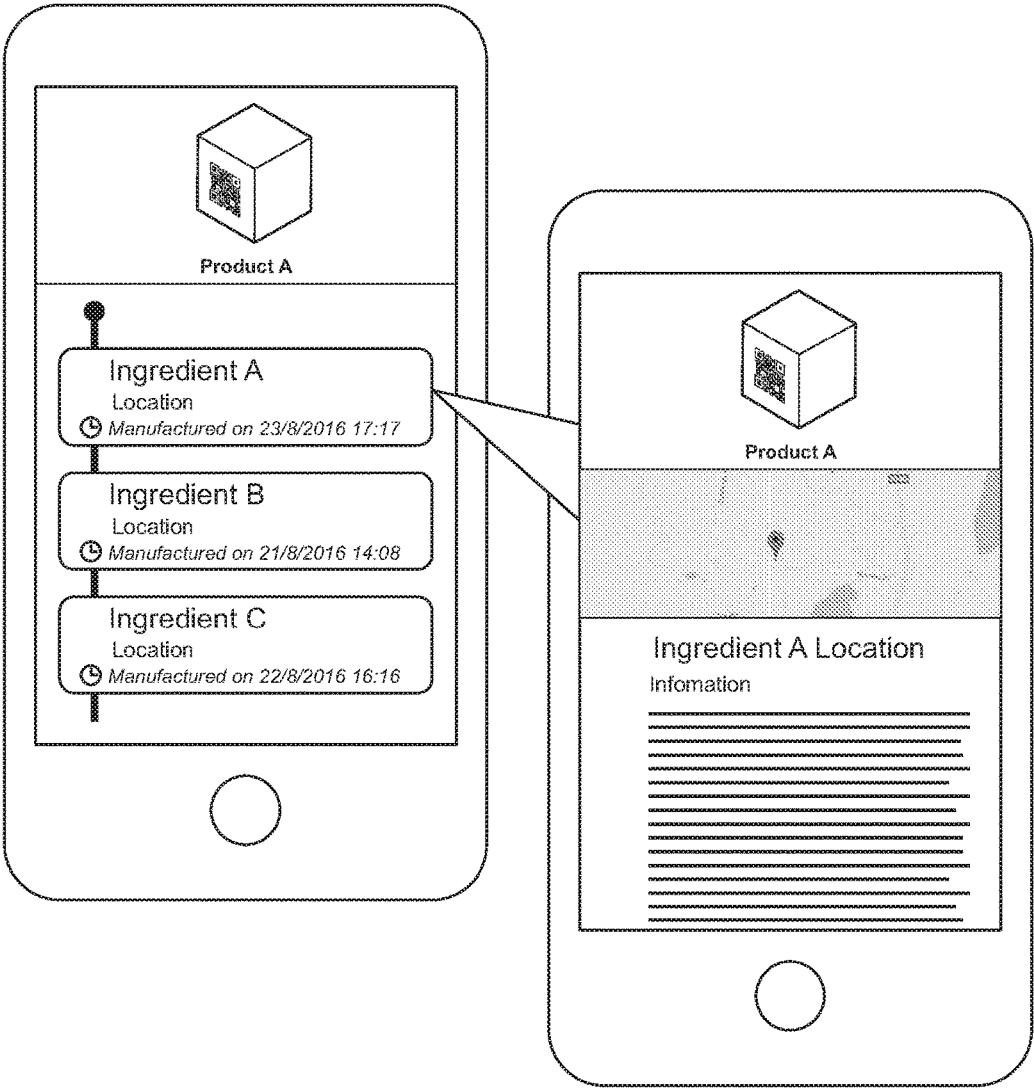 Product A
Ingredient A
Location
Manufactured on 23/8/2016 17:17
Ingredient B
Location
Manufactured on 21/8/2016 14:08
Ingredient C
Location
Manufactured on 22/8/2016 16:16
Product A
Ingredient A Location
Infomation